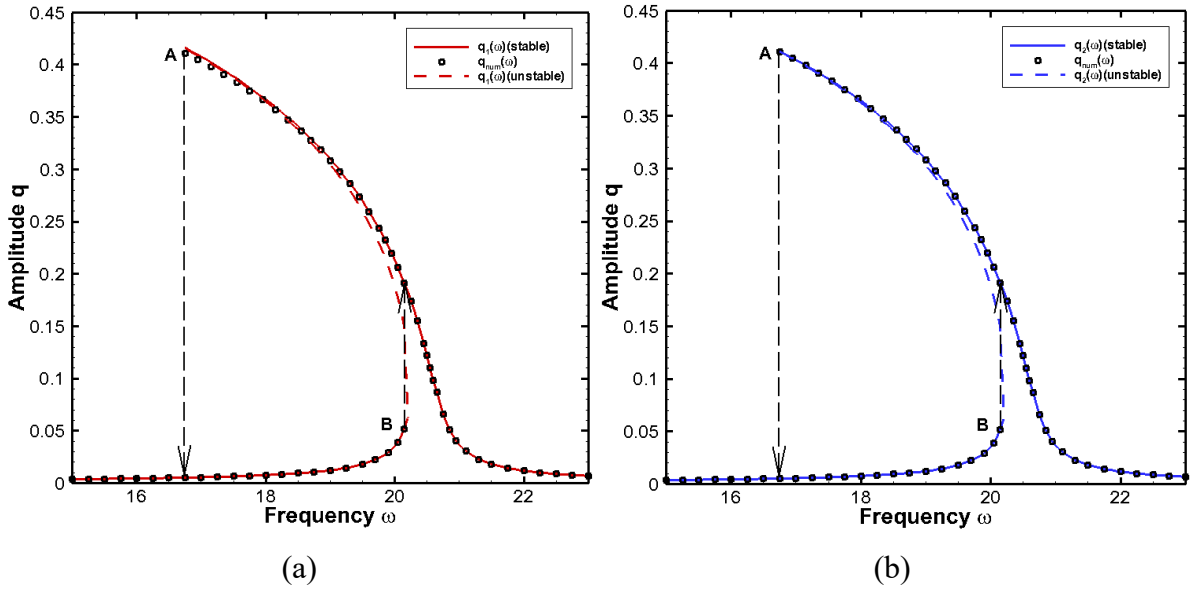 0.45
0.4
0.35
0.3
0.25
0.2
0.15
0.1
0.05
0
Amplitude q
A
B
q₁(ω)(stable)
qₙᵤₘ(ω)
q₁(ω)(unstable)
16
18
20
22
Frequency ω
(a)
0.45
0.4
0.35
0.3
0.25
0.2
0.15
0.1
0.05
0
Amplitude q
A
B
q₂(ω)(stable)
qₙᵤₘ(ω)
q₂(ω)(unstable)
16
18
20
22
Frequency ω
(b)